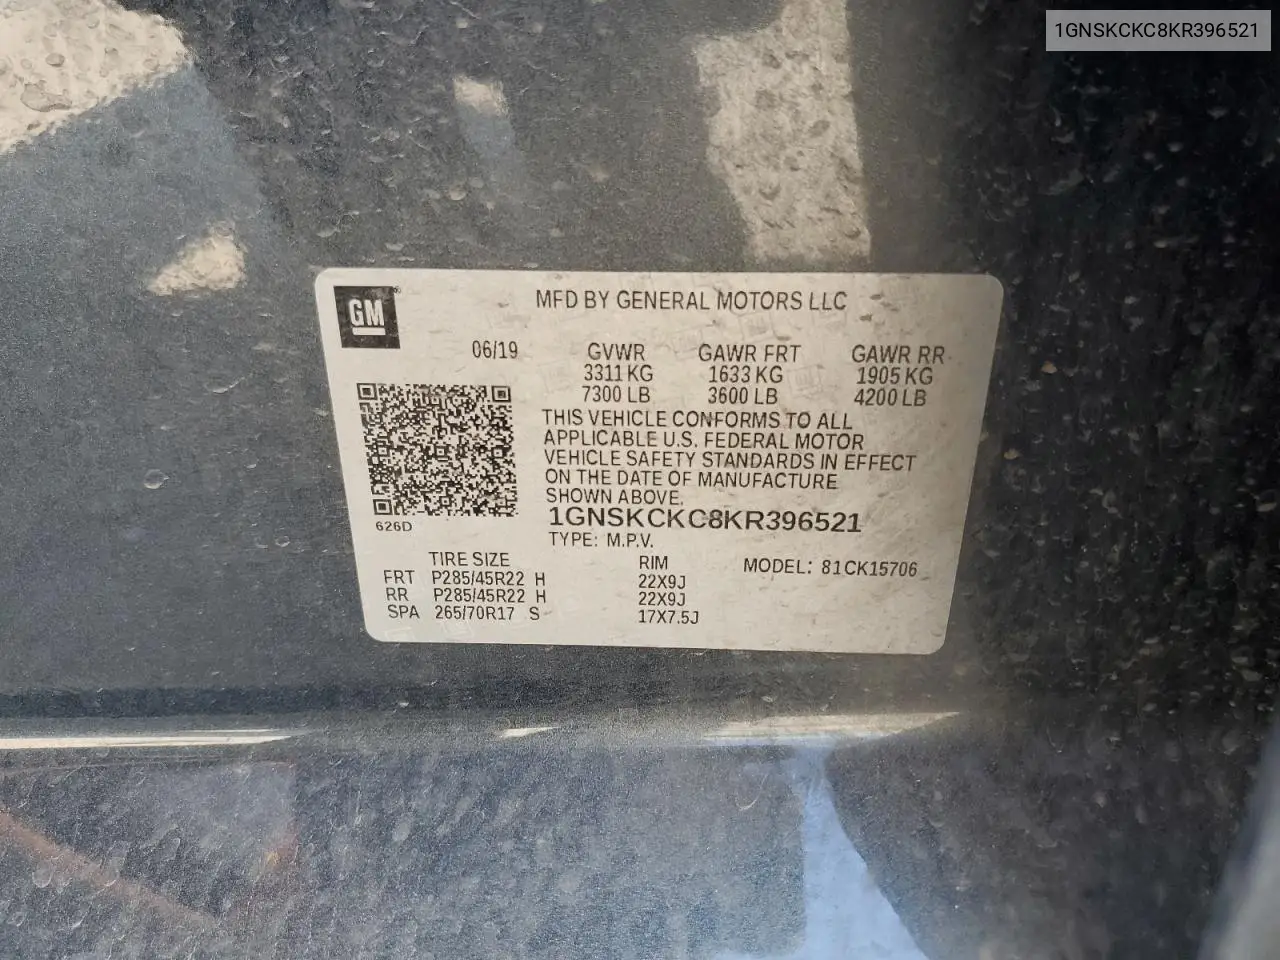 1GNSKCKC8KR396521
GM
MFD BY GENERAL MOTORS LLC
06/19 GVWR GAWR FRT GAWR RR
3311 KG 1633 KG 1905 KG
7300 LB 3600 LB 4200 LB
THIS VEHICLE CONFORMS TO ALL
APPLICABLE U.S. FEDERAL MOTOR
VEHICLE SAFETY STANDARDS IN EFFECT
ON THE DATE OF MANUFACTURE
SHOWN ABOVE.
1GNSKCKC8KR396521
626D
TYPE: M.P.V.
TIRE SIZE RIM MODEL: 81CK15706
FRT P285/45R22 H 22X9J
RR P285/45R22 H 22X9J
SPA 265/70R17 S 17X7.5J